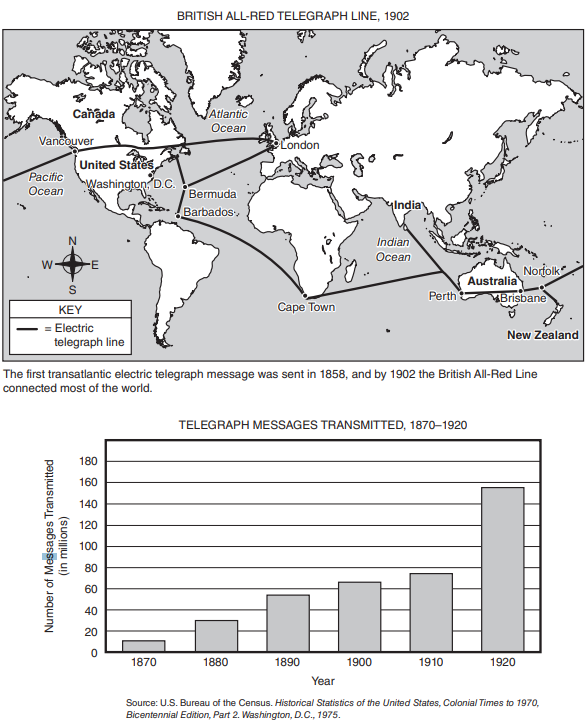 BRITISH ALL-RED TELEGRAPH LINE, 1902
Canada
Atlantic
Ocean
Vancouver
London
United States
Pacific
Ocean
Washington, D.C.
Bermuda
Barbados
India
Indian
Ocean
N
W E
S
Norfolk
Australia
Perth
Brisbane
Cape Town
New Zealand
KEY
= Electric
telegraph line
The first transatlantic electric telegraph message was sent in 1858, and by 1902 the British All-Red Line
connected most of the world.
TELEGRAPH MESSAGES TRANSMITTED, 1870–1920
Number of Messages Transmitted
(in millions)
180
160
140
120
100
80
60
40
20
0
1870 1880 1890 1900 1910 1920
Year
Source: U.S. Bureau of the Census. Historical Statistics of the United States, Colonial Times to 1970,
Bicentennial Edition, Part 2. Washington, D.C., 1975.